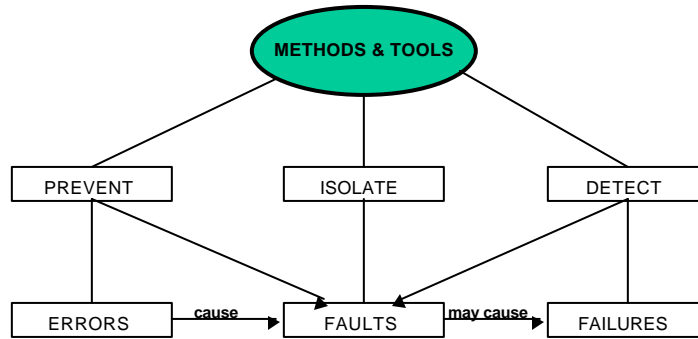 METHODS & TOOLS
PREVENT
ISOLATE
DETECT
cause
may cause
ERRORS
FAULTS
FAILURES